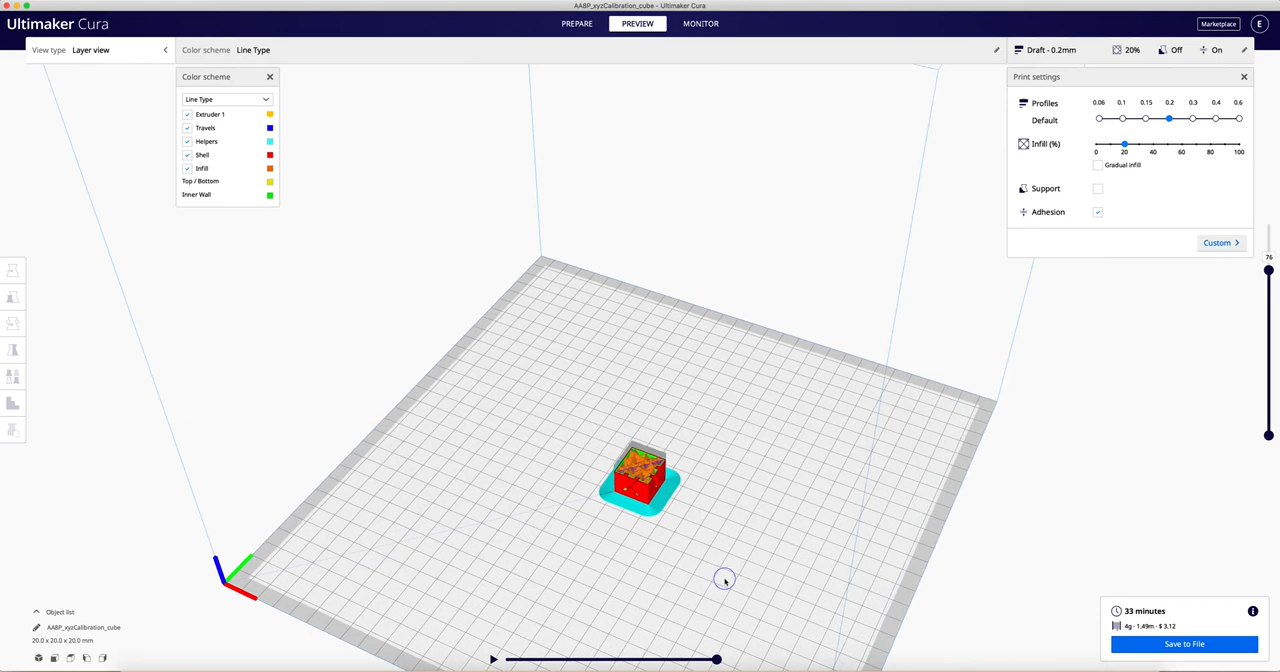 AA8P_xyzCalibration_cube - Ultimaker Cura
Ultimaker Cura
PREPARE
PREVIEW
MONITOR
Marketplace
E
View type Layer view
Color scheme Line Type
Draft - 0.2mm
20%
Off
On
Color scheme
Line Type
Extruder 1
Travels
Helpers
Shell
Infill
Top / Bottom
Inner Wall
Print settings
Profiles
0.06 0.1 0.15 0.2 0.3 0.4 0.6
Default
Infill (%)
0 20 40 60 80 100
Gradual infill
Support
Adhesion
Custom
76
Object list
AA8P_xyzCalibration_cube
20.0 x 20.0 x 20.0 mm
33 minutes
4g · 1.49m · $ 3.12
Save to File